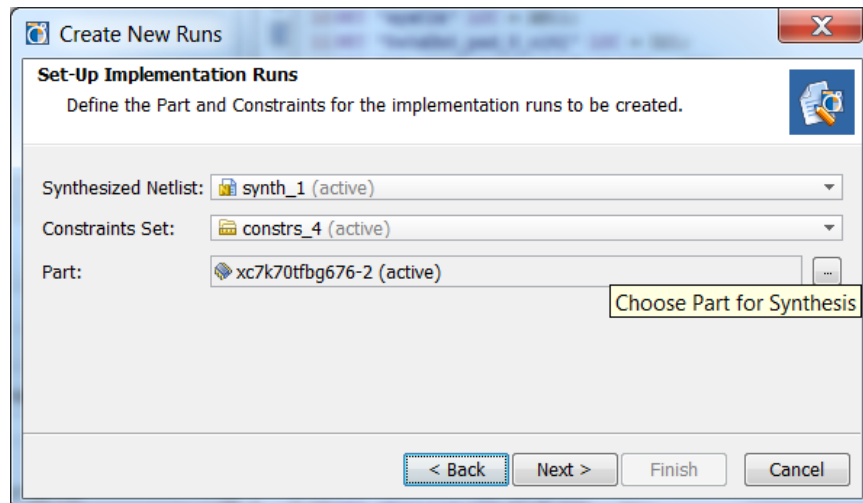 Create New Runs
Set-Up Implementation Runs
Define the Part and Constraints for the implementation runs to be created.
Synthesized Netlist: synth_1 (active)
Constraints Set: constrs_4 (active)
Part: xc7k70tfbg676-2 (active) ...
Choose Part for Synthesis
< Back Next > Finish Cancel